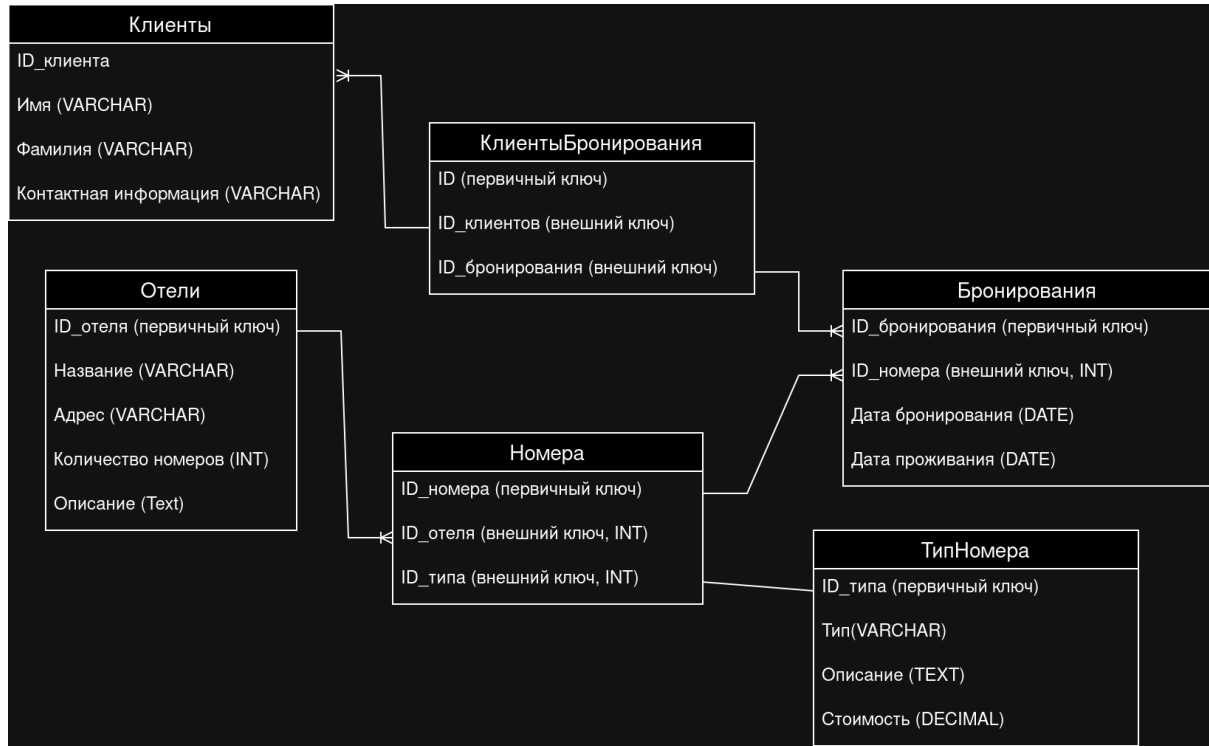 Клиенты
ID_клиента
Имя (VARCHAR)
Фамилия (VARCHAR)
Контактная информация (VARCHAR)
КлиентыБронирования
ID (первичный ключ)
ID_клиентов (внешний ключ)
ID_бронирования (внешний ключ)
Отели
ID_отеля (первичный ключ)
Название (VARCHAR)
Адрес (VARCHAR)
Количество номеров (INT)
Описание (Text)
Бронирования
ID_бронирования (первичный ключ)
ID_номера (внешний ключ, INT)
Дата бронирования (DATE)
Дата проживания (DATE)
Номера
ID_номера (первичный ключ)
ID_отеля (внешний ключ, INT)
ID_типа (внешний ключ, INT)
ТипНомера
ID_типа (первичный ключ)
Тип(VARCHAR)
Описание (TEXT)
Стоимость (DECIMAL)